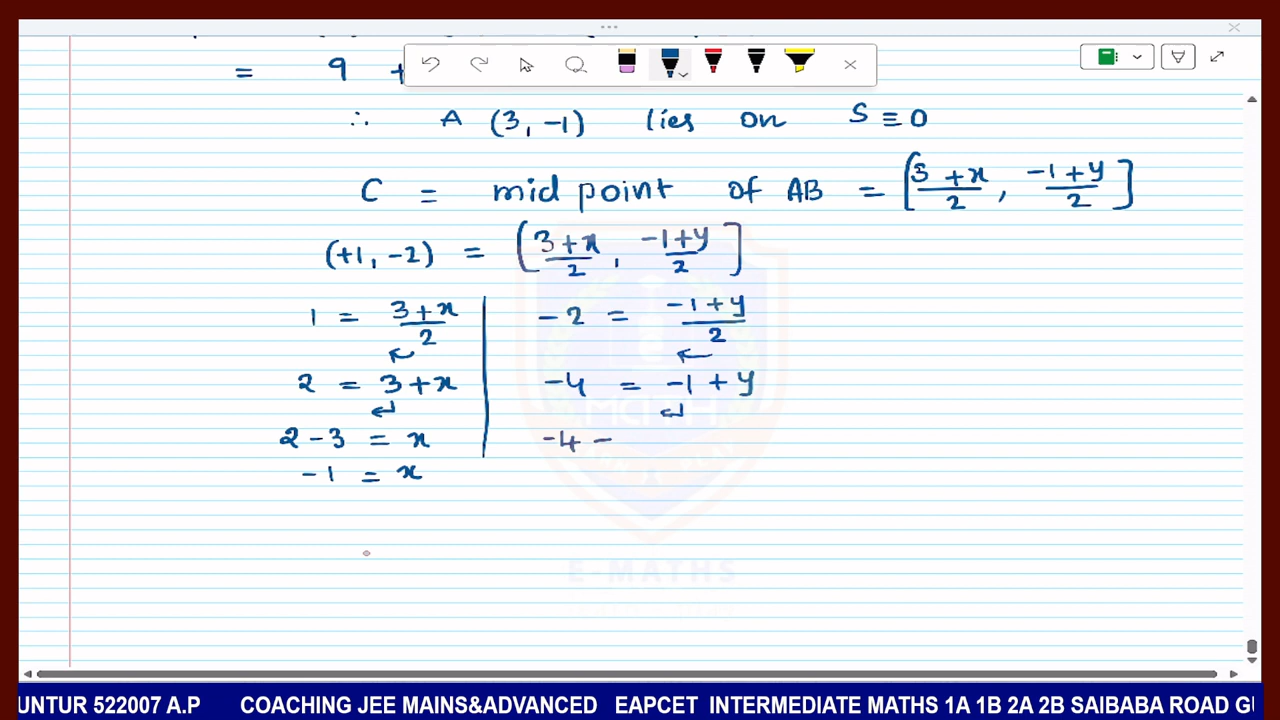 = 9 +
∴ A (3, -1) lies on S ≡ 0
C = mid point of AB = [3+x/2, -1+y/2]
(+1, -2) = [3+x/2, -1+y/2]
1 = 3+x/2
-2 = -1+y/2
2 = 3+x
-4 = -1+y
2-3 = x
-4 -
-1 = x
MCPH
E-MATHS
UNTUR 522007 A.P COACHING JEE MAINS&ADVANCED EAPCET INTERMEDIATE MATHS 1A 1B 2A 2B SAIBABA ROAD GU